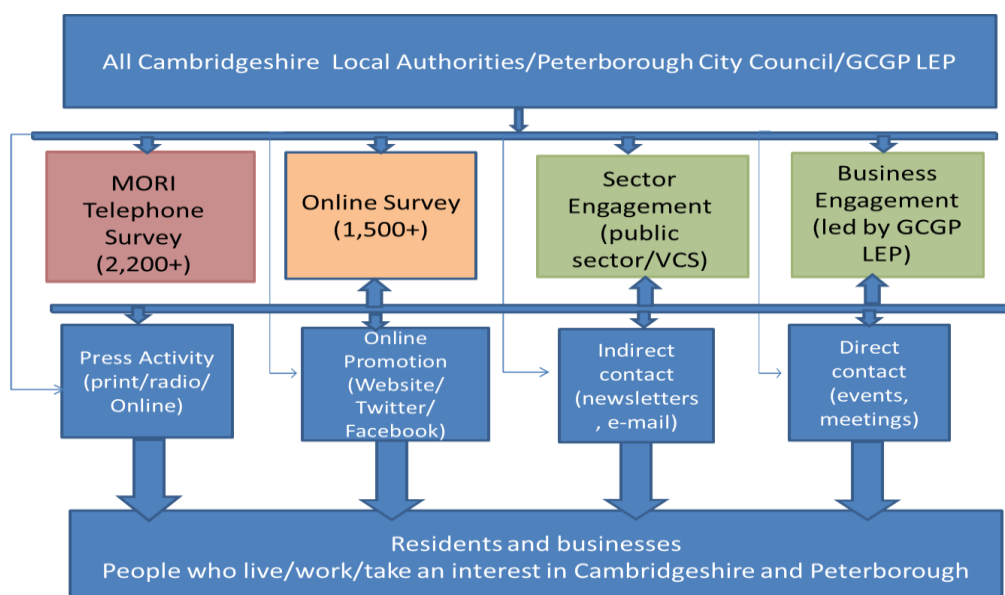 All Cambridgeshire  Local Authorities/Peterborough City Council/GCGP LEP
MORI
Telephone
Survey
(2,200+)
Online Survey
(1,500+)
Sector
Engagement
(public
sector/VCS)
Business
Engagement
(led by GCGP
LEP)
Press Activity
(print/radio/
Online)
Online
Promotion
(Website/
Twitter/
Facebook)
Indirect
contact
(newsletters
, e-mail)
Direct
contact
(events,
meetings)
Residents and businesses
People who live/work/take an interest in Cambridgeshire and Peterborough